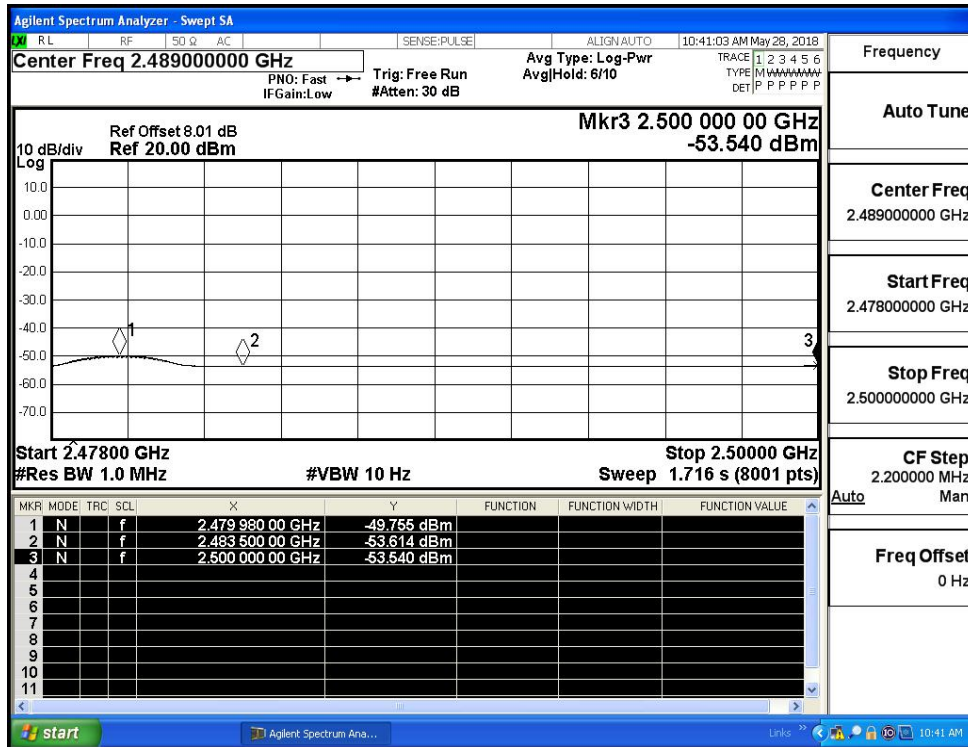 Agilent Spectrum Analyzer - Swept SA
LXI RL RF 50 Ω AC SENSE:PULSE ALIGN AUTO 10:41:03 AM May 28, 2018
Center Freq 2.489000000 GHz
PNO: Fast
IFGain:Low
Trig: Free Run
#Atten: 30 dB
Avg Type: Log-Pwr
Avg|Hold: 6/10
TRACE 1 2 3 4 5 6
TYPE M W W W W W
DET P P P P P P
Ref Offset 8.01 dB
10 dB/div Ref 20.00 dBm
Log
Mkr3 2.500 000 00 GHz
-53.540 dBm
10.0
0.00
-10.0
-20.0
-30.0
-40.0
-50.0
-60.0
-70.0
1
2
3
Start 2.47800 GHz Stop 2.50000 GHz
#Res BW 1.0 MHz #VBW 10 Hz Sweep 1.716 s (8001 pts)
MKR MODE TRC SCL X Y FUNCTION FUNCTION WIDTH FUNCTION VALUE
1 N f 2.479 980 00 GHz -49.755 dBm
2 N f 2.483 500 00 GHz -53.614 dBm
3 N f 2.500 000 00 GHz -53.540 dBm
4
5
6
7
8
9
10
11
Frequency
Auto Tune
Center Freq
2.489000000 GHz
Start Freq
2.478000000 GHz
Stop Freq
2.500000000 GHz
CF Step
2.200000 MHz
Auto Man
Freq Offset
0 Hz
start Agilent Spectrum Ana... Links 10:41 AM